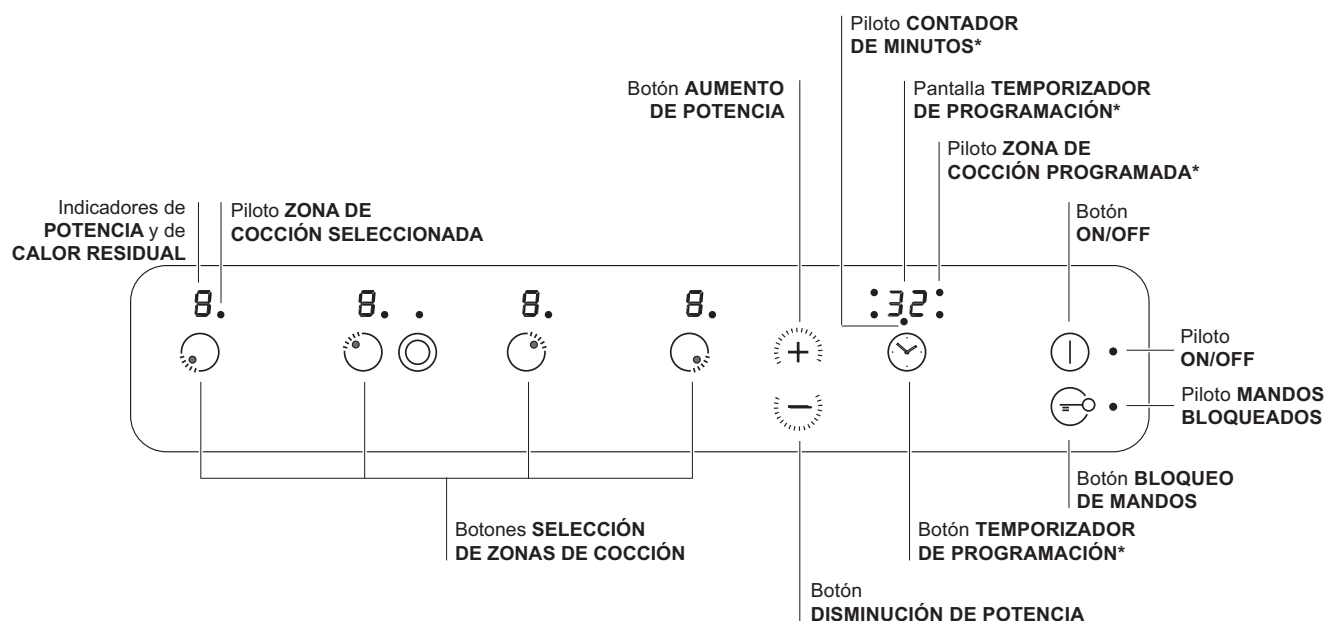 Piloto CONTADOR
DE MINUTOS*
Botón AUMENTO
DE POTENCIA
Pantalla TEMPORIZADOR
DE PROGRAMACIÓN*
Piloto ZONA DE
COCCIÓN PROGRAMADA*
Indicadores de
POTENCIA y de
CALOR RESIDUAL
Piloto ZONA DE
COCCIÓN SELECCIONADA
Botón
ON/OFF
8. 8. 8. 8. 32
Piloto
ON/OFF
Piloto MANDOS
BLOQUEADOS
Botón BLOQUEO
DE MANDOS
Botones SELECCIÓN
DE ZONAS DE COCCIÓN
Botón TEMPORIZADOR
DE PROGRAMACIÓN*
Botón
DISMINUCIÓN DE POTENCIA